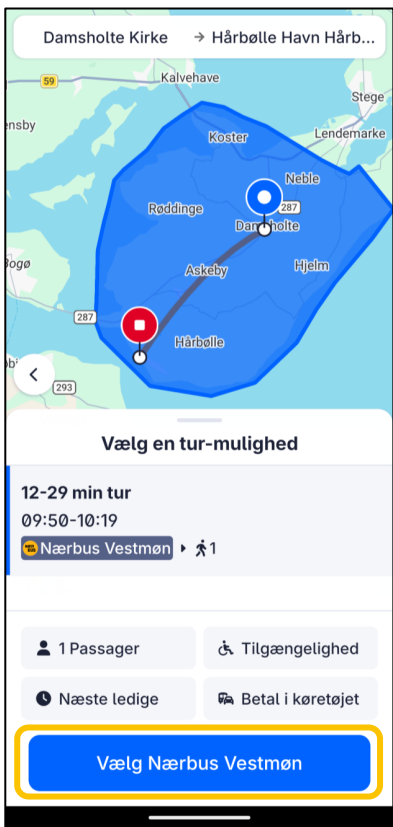 Damsholte Kirke → Hårbølle Havn Hårb...
59
Kalvehave
Stege
ensby
Koster
Lendemarke
Neble
287
Røddinge
Damsholte
Askeby
Hjelm
Bogø
287
Hårbølle
293
Vælg en tur-mulighed
12-29 min tur
09:50-10:19
Nærbus Vestmøn 1
1 Passager
Tilgængelighed
Næste ledige
Betal i køretøjet
Vælg Nærbus Vestmøn